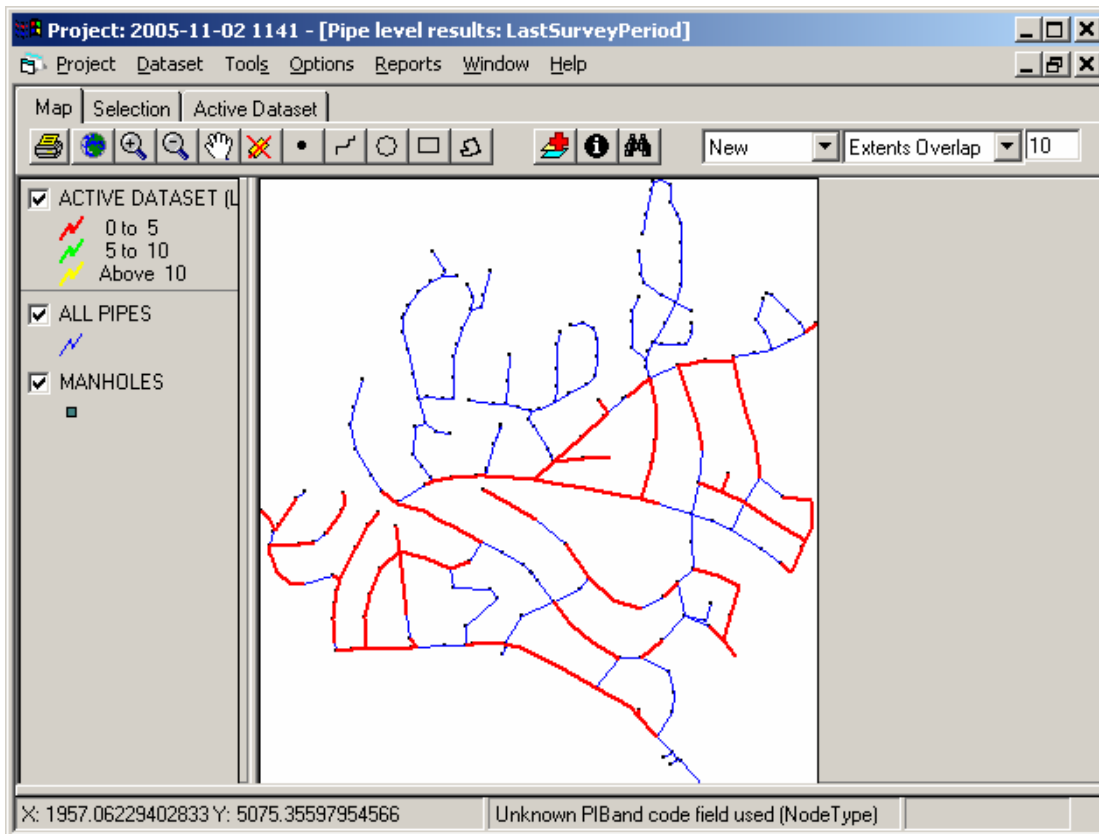 Project: 2005-11-02 1141 - [Pipe level results: LastSurveyPeriod]
Project Dataset Tools Options Reports Window Help
Map Selection Active Dataset
New Extents Overlap 10
ACTIVE DATASET (L
0 to 5
5 to 10
Above 10
ALL PIPES
MANHOLES
X: 1957.06229402833 Y: 5075.35597954566 Unknown PIBand code field used (NodeType)